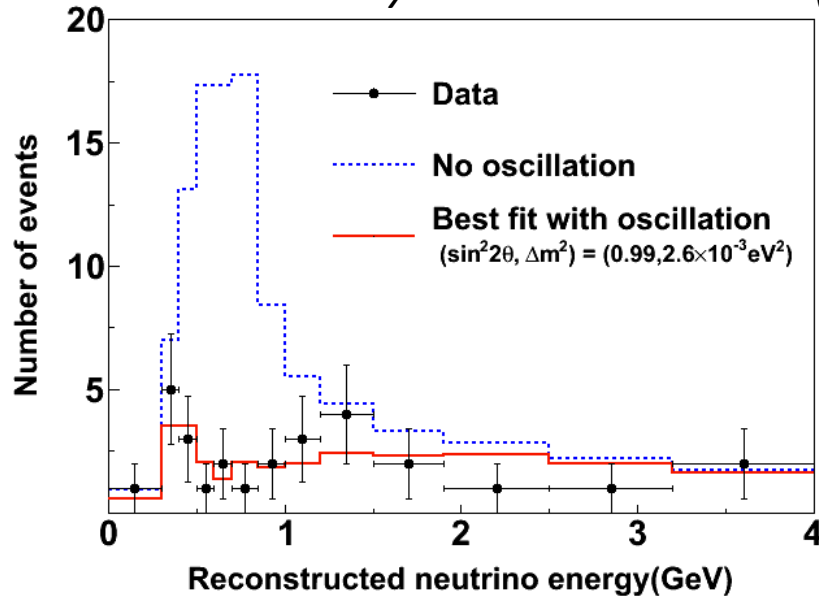 20
15
10
5
Number of events
Data
No oscillation
Best fit with oscillation
(sin²2θ, Δm²) = (0.99,2.6×10⁻³eV²)
0 1 2 3 4
Reconstructed neutrino energy(GeV)